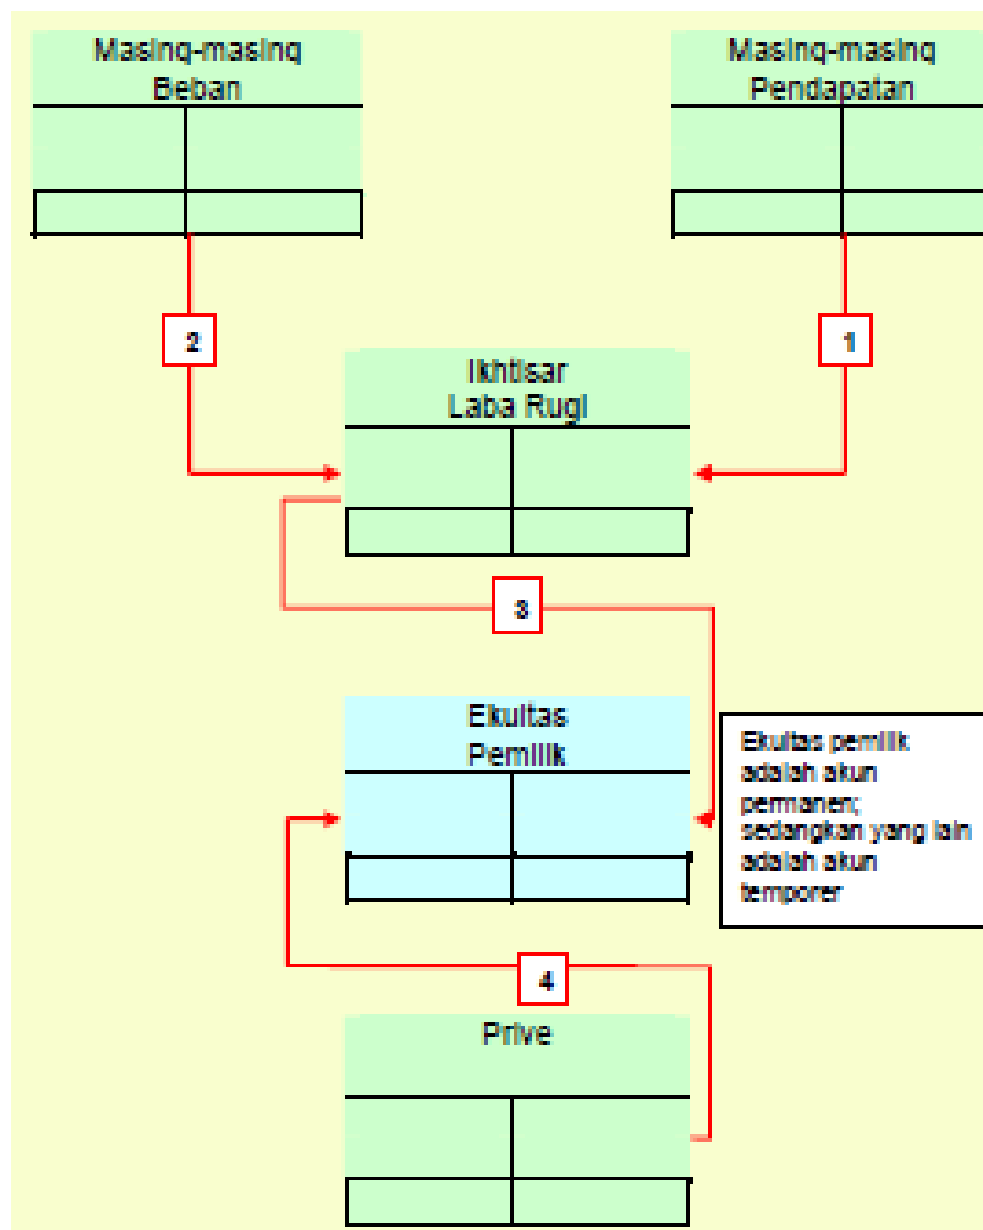 Masing-masing
Beban
Masing-masing
Pendapatan
2
1
Ikhtisar
Laba Rugi
3
Ekuitas
Pemilik
Ekuitas pemilik
adalah akun
permanen;
sedangkan yang lain
adalah akun
temporer
4
Prive